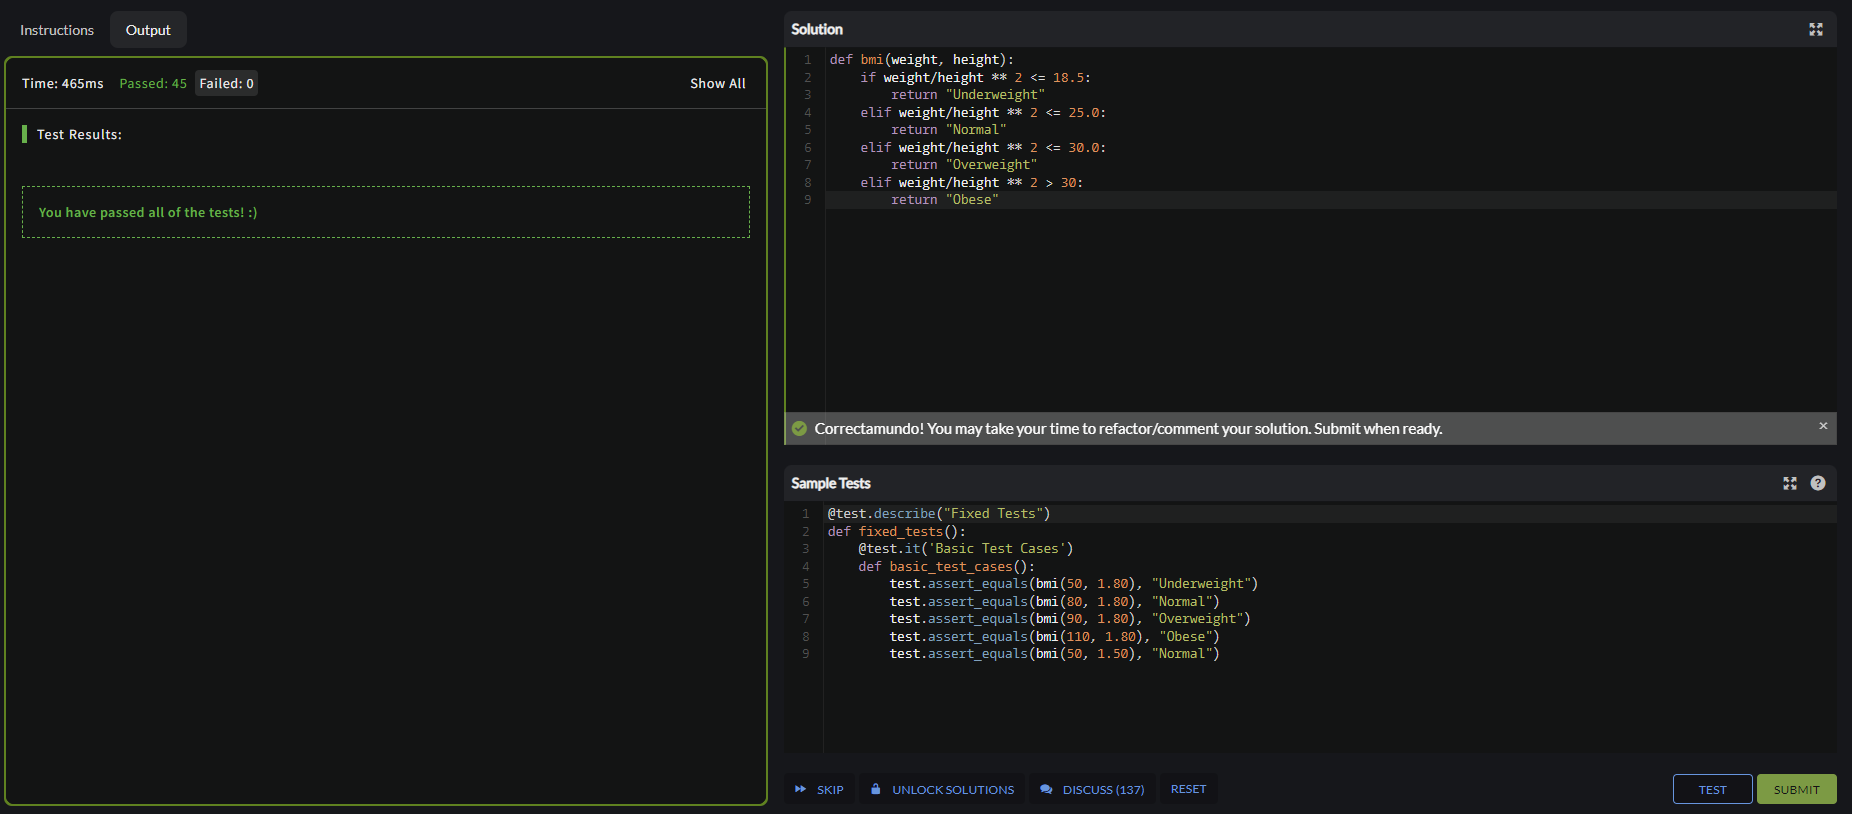 Instructions
Output
Time: 465ms Passed: 45 Failed: 0 Show All
Test Results:
You have passed all of the tests! :)
Solution
1 def bmi(weight, height):
2     if weight/height ** 2 <= 18.5:
3         return "Underweight"
4     elif weight/height ** 2 <= 25.0:
5         return "Normal"
6     elif weight/height ** 2 <= 30.0:
7         return "Overweight"
8     elif weight/height ** 2 > 30:
9         return "Obese"
Correctamundo! You may take your time to refactor/comment your solution. Submit when ready. ×
Sample Tests ?
1 @test.describe("Fixed Tests")
2 def fixed_tests():
3     @test.it('Basic Test Cases')
4     def basic_test_cases():
5         test.assert_equals(bmi(50, 1.80), "Underweight")
6         test.assert_equals(bmi(80, 1.80), "Normal")
7         test.assert_equals(bmi(90, 1.80), "Overweight")
8         test.assert_equals(bmi(110, 1.80), "Obese")
9         test.assert_equals(bmi(50, 1.50), "Normal")
SKIP UNLOCK SOLUTIONS DISCUSS (137) RESET TEST SUBMIT